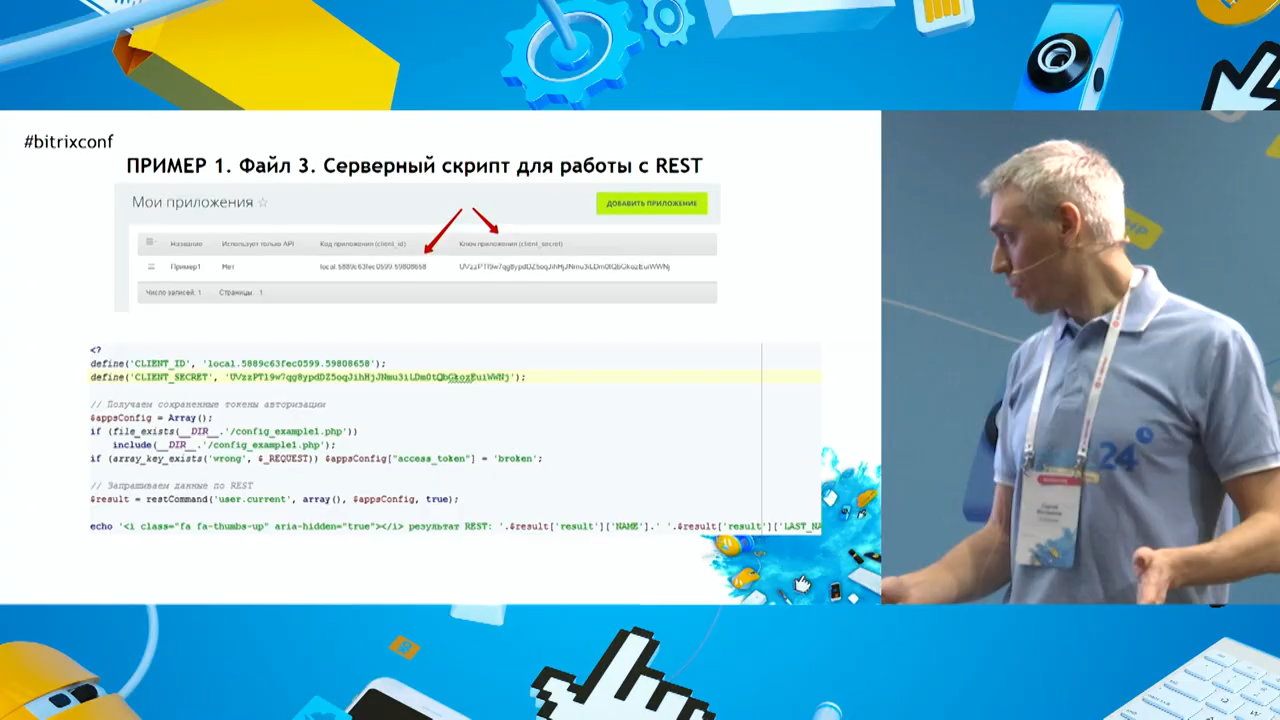 #bitrixconf
ПРИМЕР 1. Файл 3. Серверный скрипт для работы с REST
Мои приложения
ДОБАВИТЬ ПРИЛОЖЕНИЕ
Название Использует только API Код приложения (client_id) Ключ приложения (client_secret)
Пример1 Нет local.5889c63fec0599.59808658
Число записей: 1 Страницы: 1
<?
define('CLIENT_ID', 'local.5889c63fec0599.59808658');
define('CLIENT_SECRET', 'UVzzPTl9w7qg8ypdDZ5oqJihHjJNmu3iLDm0tQbGkozEuiWWNj');
// Получаем сохраненные токены авторизации
$appsConfig = Array();
if (file_exists(__DIR__.'/config_example1.php'))
include(__DIR__.'/config_example1.php');
if (array_key_exists('wrong', $_REQUEST)) $appsConfig["access_token"] = 'broken';
// Запрашиваем данные по REST
$result = restCommand('user.current', array(), $appsConfig, true);
echo '<i class="fa fa-thumbs-up" aria-hidden="true"></i> результат REST: '.$result['result']['NAME'].' '.$result['result']['LAST_NA
24